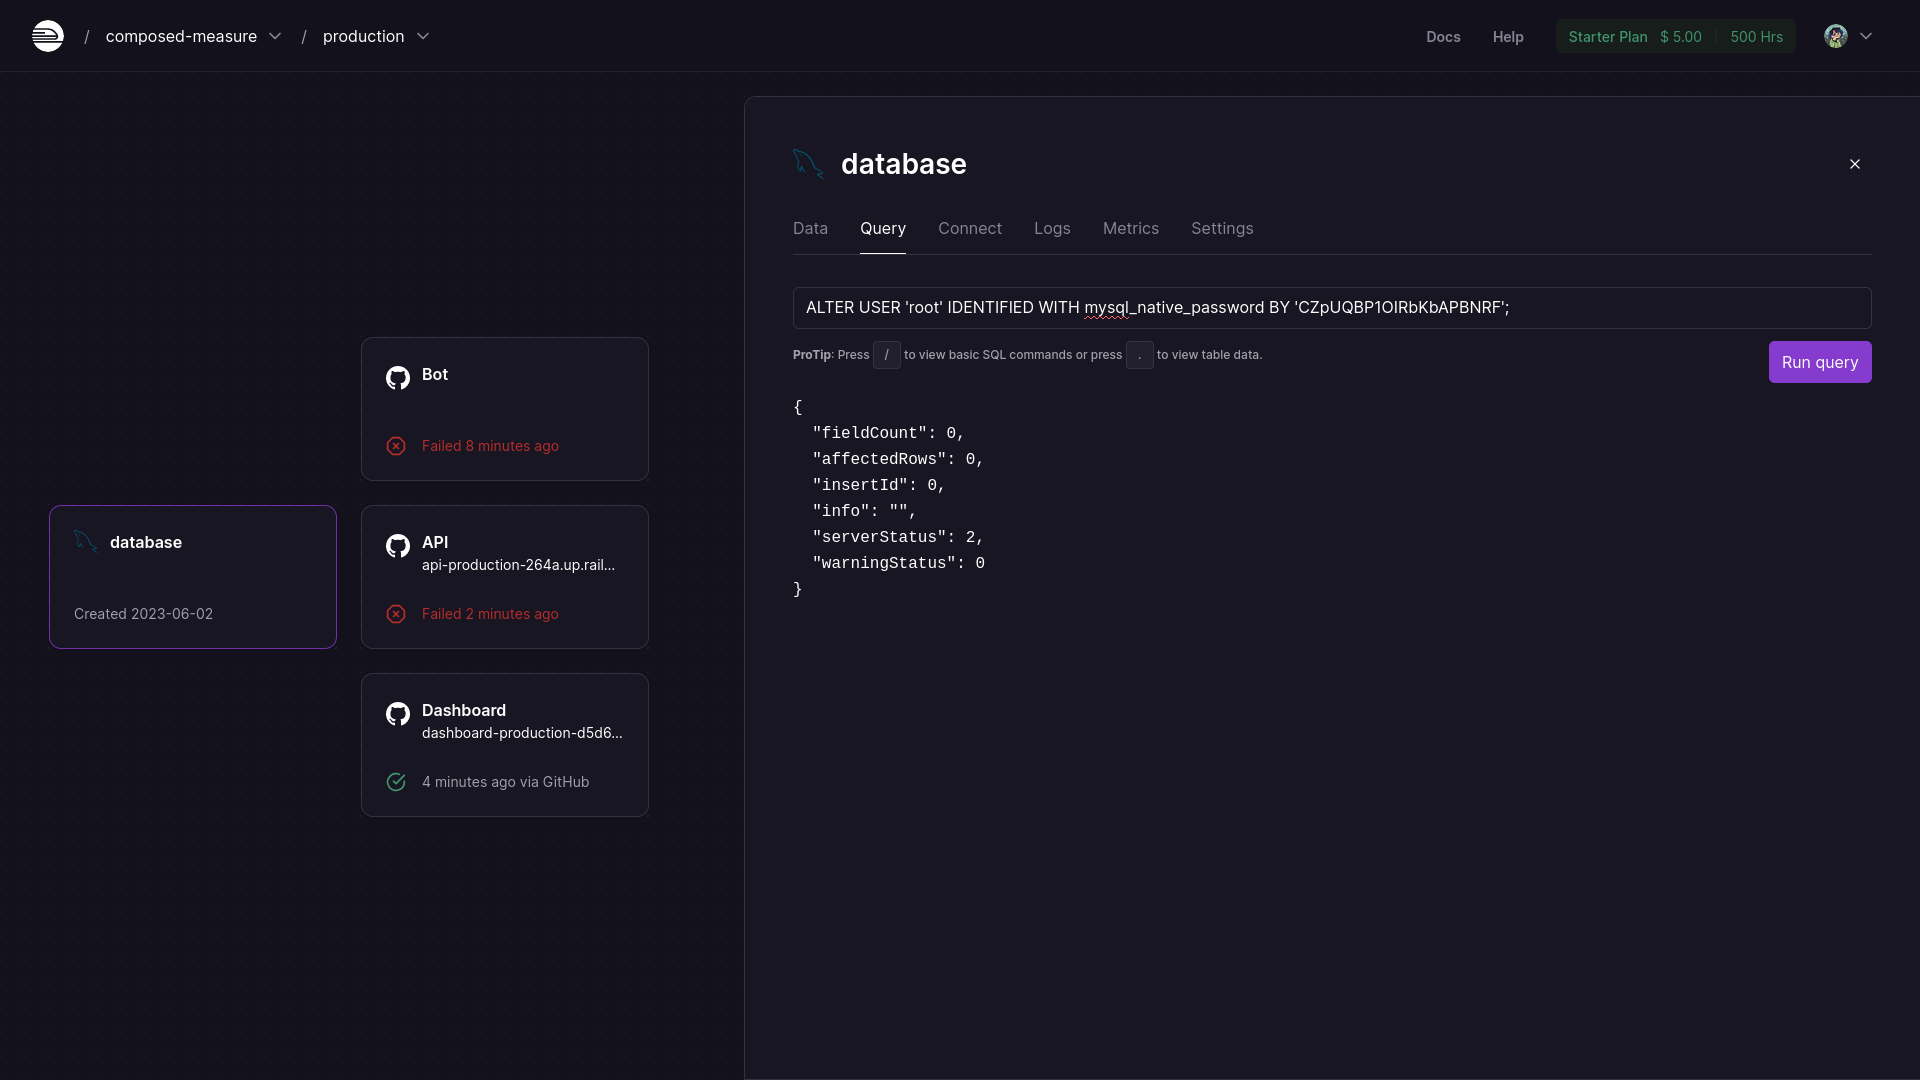 / composed-measure / production
Docs Help Starter Plan $ 5.00 500 Hrs
database
Data Query Connect Logs Metrics Settings
ALTER USER 'root' IDENTIFIED WITH mysql_native_password BY 'CZpUQBP1OIRbKbAPBNRF';
ProTip: Press / to view basic SQL commands or press . to view table data.
Run query
{
  "fieldCount": 0,
  "affectedRows": 0,
  "insertId": 0,
  "info": "",
  "serverStatus": 2,
  "warningStatus": 0
}
Bot
Failed 8 minutes ago
database
Created 2023-06-02
API
api-production-264a.up.rail...
Failed 2 minutes ago
Dashboard
dashboard-production-d5d6...
4 minutes ago via GitHub